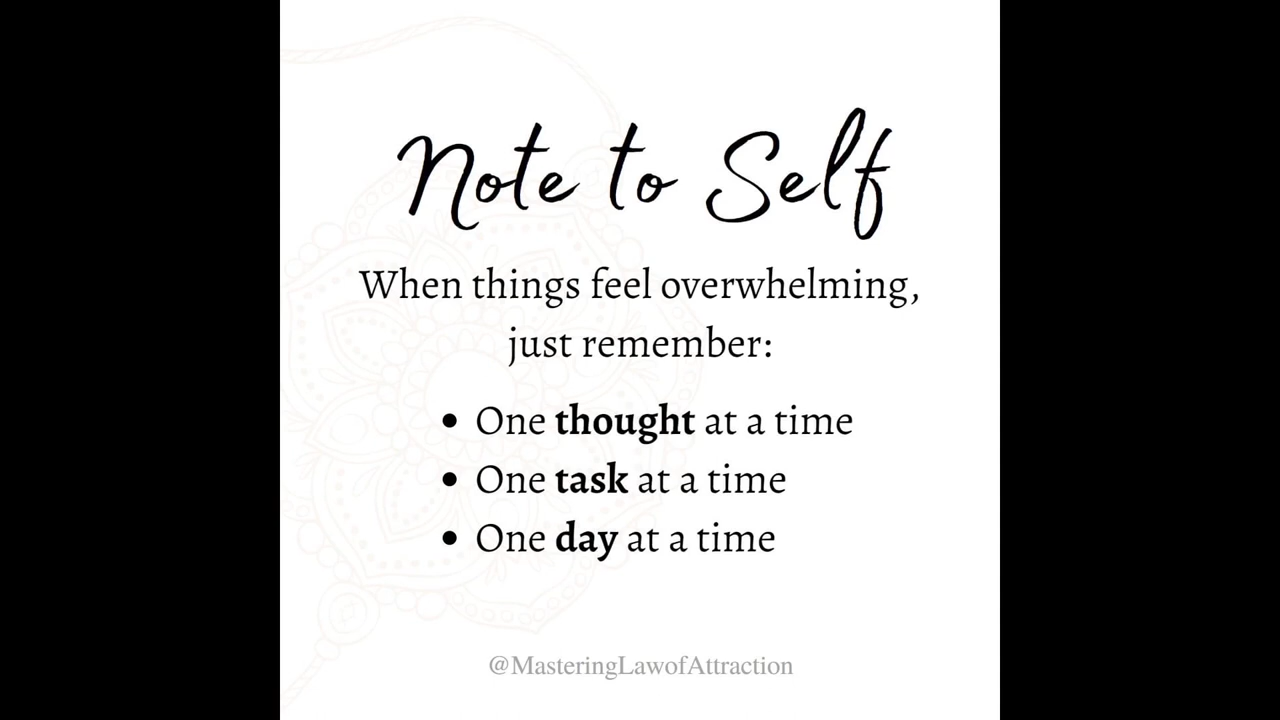 Note to Self
When things feel overwhelming,
just remember:
• One thought at a time
• One task at a time
• One day at a time
@MasteringLawofAttraction